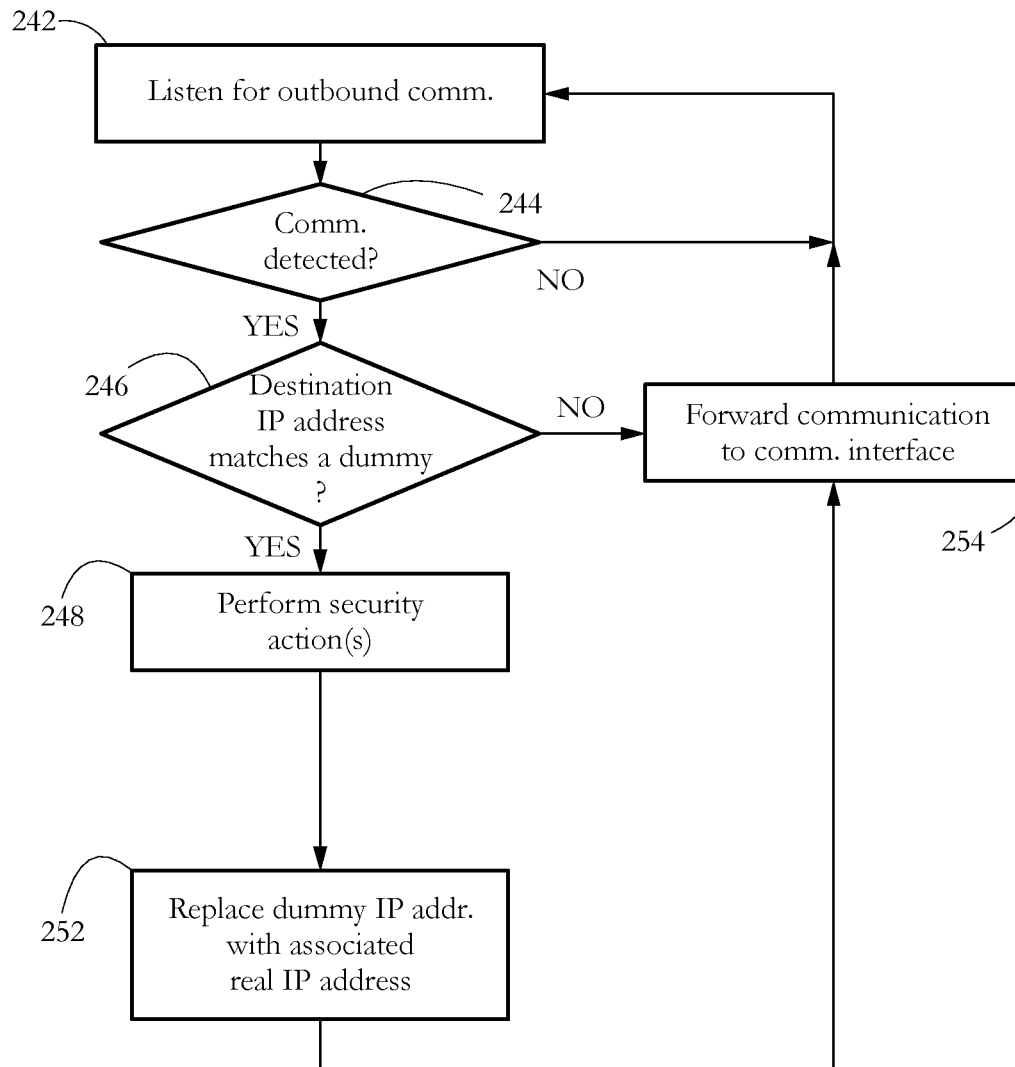 242
Listen for outbound comm.
244
Comm.
detected?
NO
YES
246
Destination
IP address
matches a dummy
?
NO
Forward communication
to comm. interface
254
YES
248
Perform security
action(s)
252
Replace dummy IP addr.
with associated
real IP address